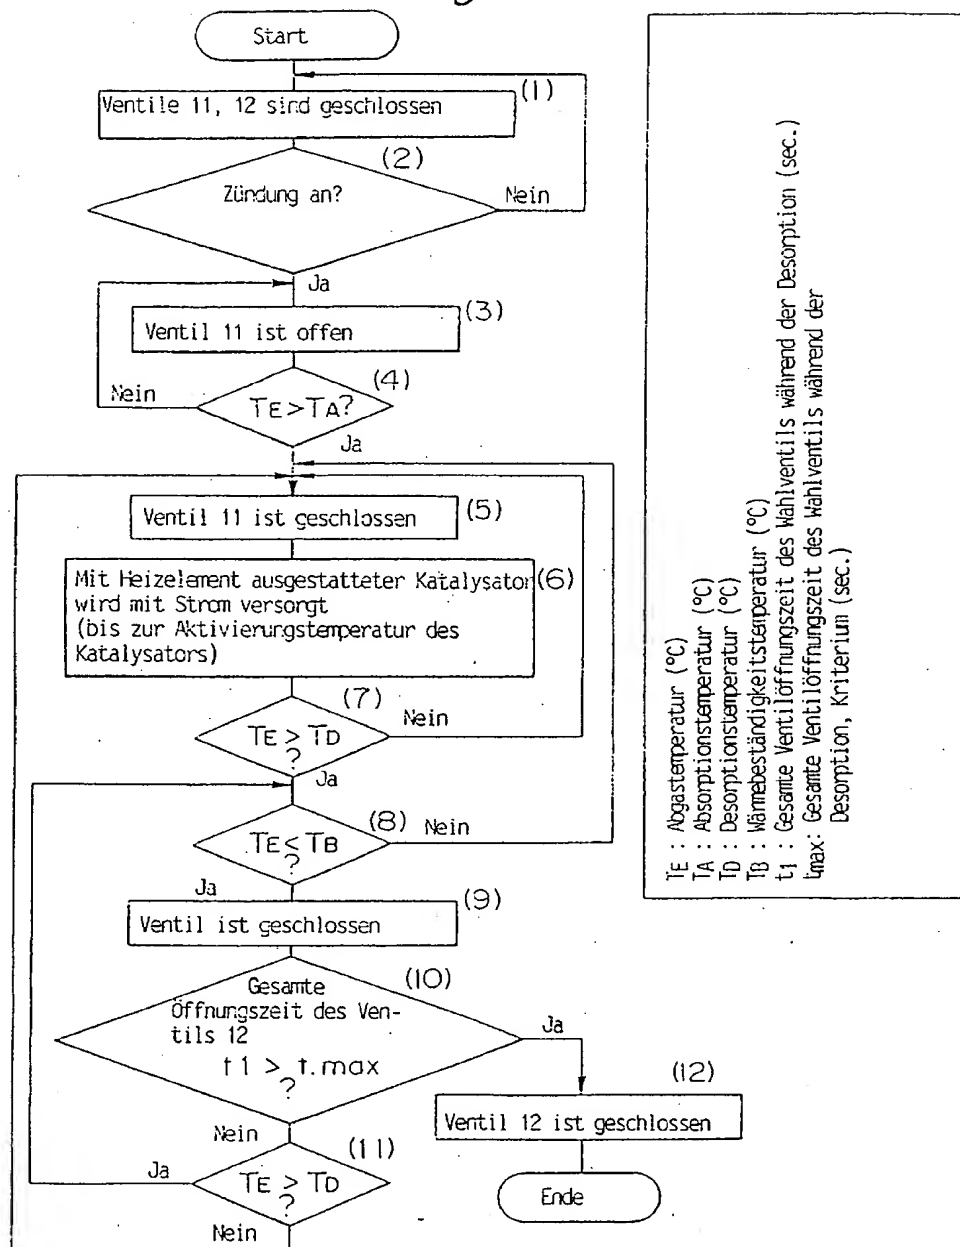 Start
(1)
Ventile 11, 12 sind geschlossen
(2)
Zündung an?
Nein
Ja
(3)
Ventil 11 ist offen
(4)
Nein
TE>TA?
Ja
Ventil 11 ist geschlossen
(5)
Mit Heizelement ausgestatteter Katalysator
(6)
wird mit Strom versorgt
(bis zur Aktivierungstemperatur des
Katalysators)
(7)
Nein
TE > TD
?
Ja
(8)
Nein
TE < TB
?
Ja
(9)
Ventil ist geschlossen
(10)
Gesamte
Öffnungszeit des Ven-
tils 12
t1 > t.max
?
Ja
(12)
Ventil 12 ist geschlossen
Nein
(11)
Ja
TE > TD
?
Ende
Nein
TE : Abgastemperatur (°C)
TA : Absorptionstemperatur (°C)
TD : Desorptionstemperatur (°C)
TB : Wärmebeständigkeitstemperatur (°C)
t1 : Gesamte Ventilöffnungszeit des Wahlventils während der Desorption (sec.)
tmax: Gesamte Ventilöffnungszeit des Wahlventils während der
Desorption, Kriterium (sec.)